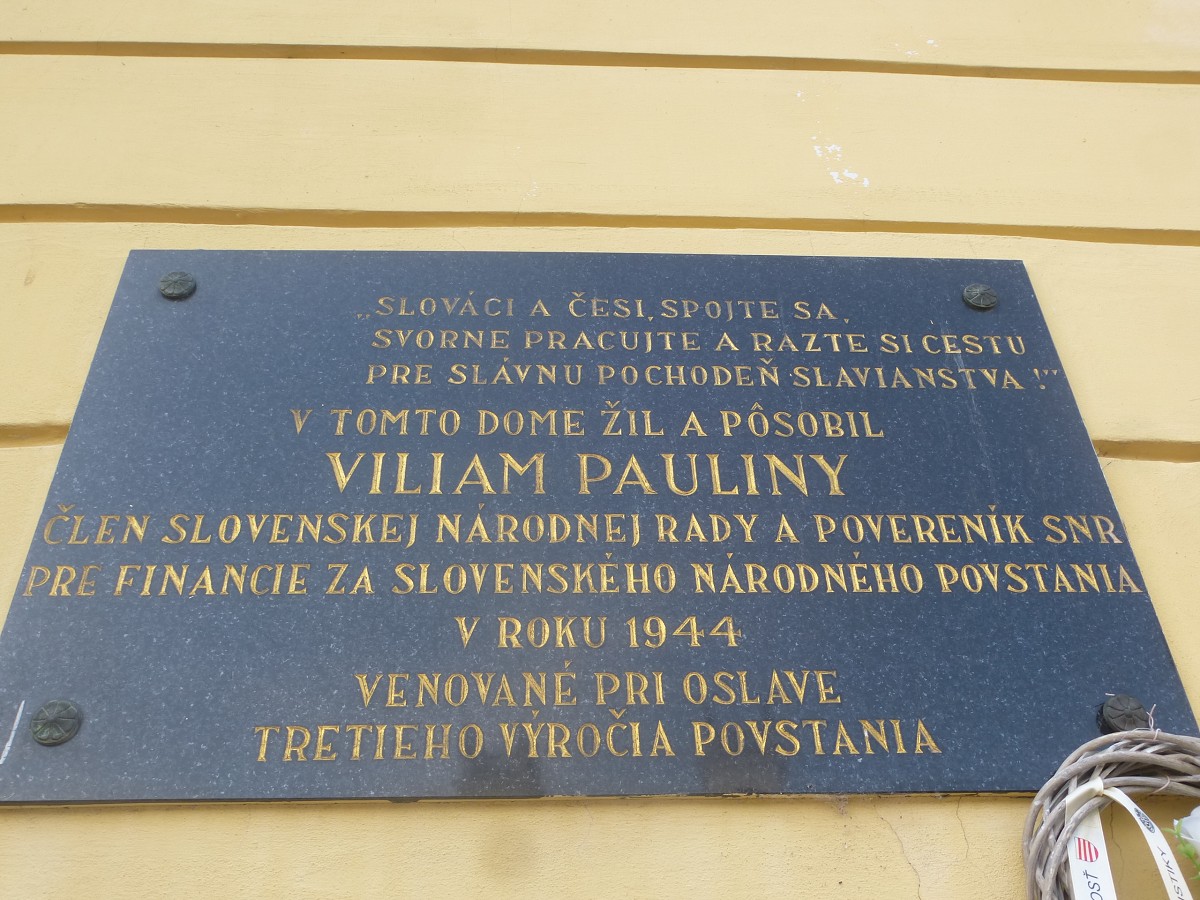 „SLOVÁCI A ČESI, SPOJTE SA,
SVORNE PRACUJTE A RAZTE SI CESTU
PRE SLÁVNU POCHODEŇ SLAVIANSTVA!"
V TOMTO DOME ŽIL A PÔSOBIL
VILIAM PAULINY
ČLEN SLOVENSKEJ NÁRODNEJ RADY A POVERENÍK SNR
PRE FINANCIE ZA SLOVENSKÉHO NÁRODNÉHO POVSTANIA
V ROKU 1944
VENOVANÉ PRI OSLAVE
TRETIEHO VÝROČIA POVSTANIA